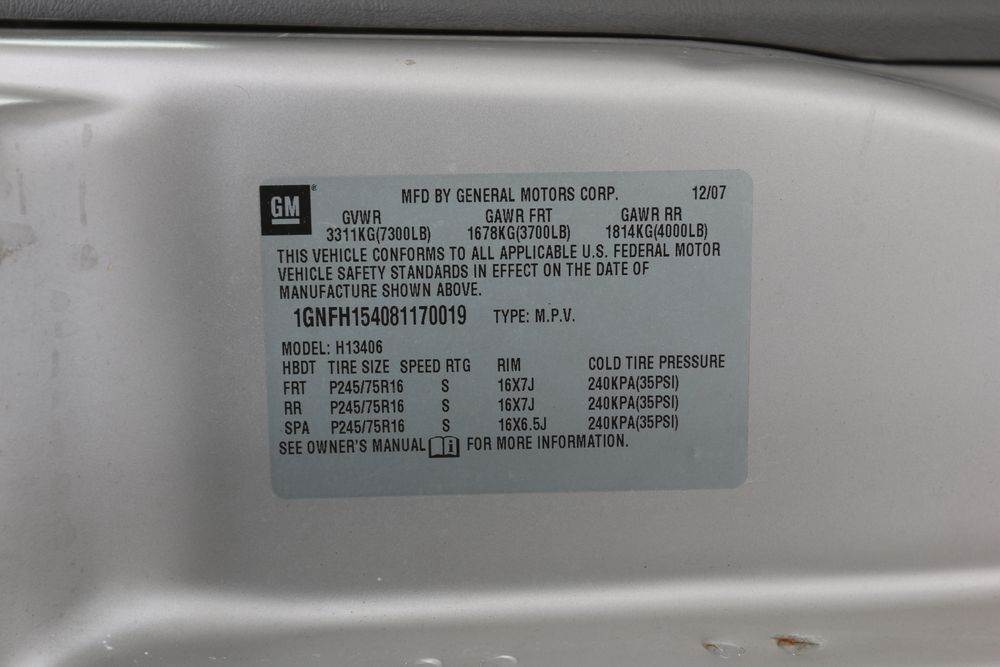 GM® MFD BY GENERAL MOTORS CORP. 12/07
GVWR GAWR FRT GAWR RR
3311KG(7300LB) 1678KG(3700LB) 1814KG(4000LB)
THIS VEHICLE CONFORMS TO ALL APPLICABLE U.S. FEDERAL MOTOR
VEHICLE SAFETY STANDARDS IN EFFECT ON THE DATE OF
MANUFACTURE SHOWN ABOVE.
1GNFH154081170019 TYPE: M.P.V.
MODEL: H13406
HBDT TIRE SIZE SPEED RTG RIM COLD TIRE PRESSURE
FRT P245/75R16 S 16X7J 240KPA(35PSI)
RR P245/75R16 S 16X7J 240KPA(35PSI)
SPA P245/75R16 S 16X6.5J 240KPA(35PSI)
SEE OWNER'S MANUAL i FOR MORE INFORMATION.